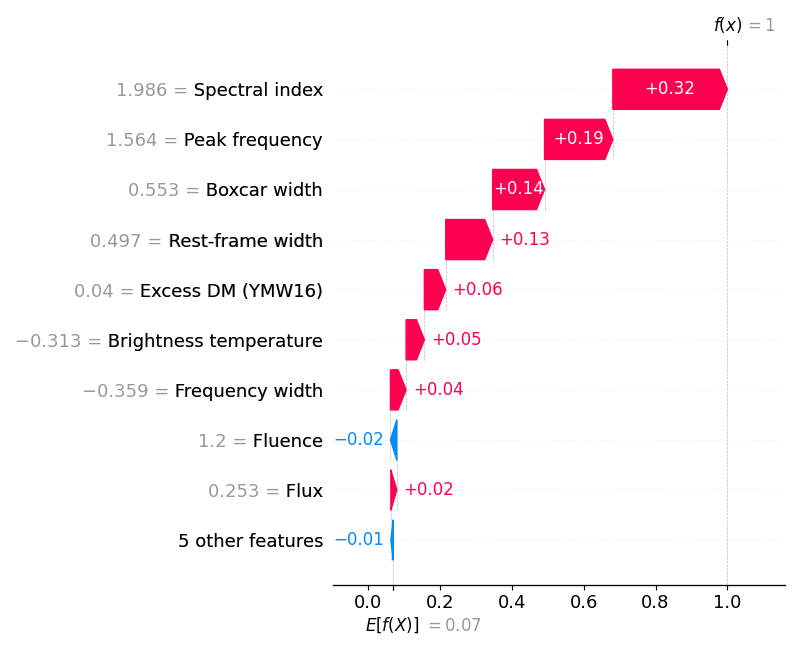 f(x) = 1
1.986 = Spectral index +0.32
1.564 = Peak frequency +0.19
0.553 = Boxcar width +0.14
0.497 = Rest-frame width +0.13
0.04 = Excess DM (YMW16) +0.06
−0.313 = Brightness temperature +0.05
−0.359 = Frequency width +0.04
1.2 = Fluence −0.02
0.253 = Flux +0.02
5 other features −0.01
0.0 0.2 0.4 0.6 0.8 1.0
E[f(X)] = 0.07